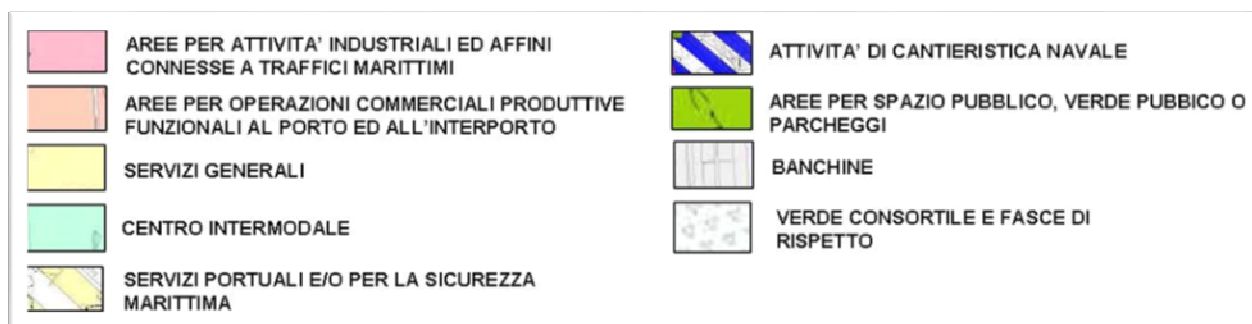 AREE PER ATTIVITA' INDUSTRIALI ED AFFINI
CONNESSE A TRAFFICI MARITTIMI
AREE PER OPERAZIONI COMMERCIALI PRODUTTIVE
FUNZIONALI AL PORTO ED ALL'INTERPORTO
SERVIZI GENERALI
CENTRO INTERMODALE
SERVIZI PORTUALI E/O PER LA SICUREZZA
MARITTIMA
ATTIVITA' DI CANTIERISTICA NAVALE
AREE PER SPAZIO PUBBLICO, VERDE PUBBICO O
PARCHEGGI
BANCHINE
VERDE CONSORTILE E FASCE DI
RISPETTO